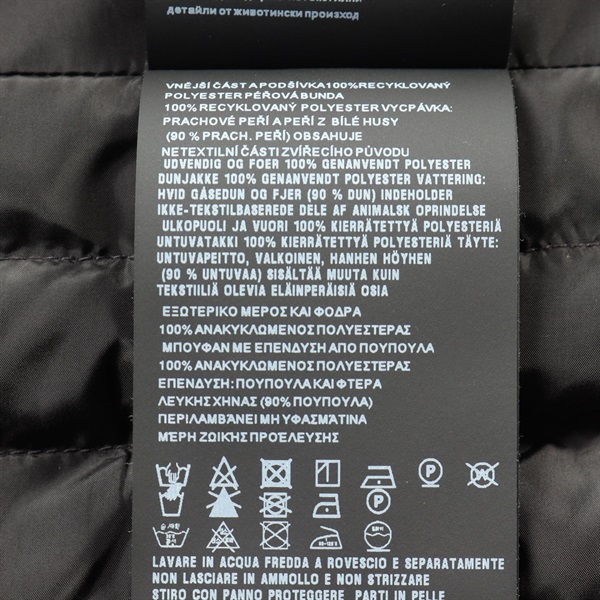 детайли от животински произход
VNĚJŠÍ ČÁST A PODŠÍVKA 100% RECYKLOVANÝ
POLYESTER PÉŘOVÁ BUNDA
100% RECYKLOVANÝ POLYESTER VYCPÁVKA:
PRACHOVÉ PEŘÍ A PEŘÍ Z BÍLÉ HUSY
(90 % PRACH. PEŘÍ) OBSAHUJE
NETEXTILNÍ ČÁSTI ZVÍŘECÍHO PŮVODU
UDVENDIG OG FOER 100% GENANVENDT POLYESTER
DUNJAKKE 100% GENANVENDT POLYESTER VATTERING:
HVID GÅSEDUN OG FJER (90 % DUN) INDEHOLDER
IKKE-TEKSTILBASEREDE DELE AF ANIMALSK OPRINDELSE
ULKOPUOLI JA VUORI 100% KIERRÄTETTYÄ POLYESTERIÄ
UNTUVATAKKI 100% KIERRÄTETTYÄ POLYESTERIÄ TÄYTE:
UNTUVAPEITTO, VALKOINEN, HANHEN HÖYHEN
(90 % UNTUVAA) SISÄLTÄÄ MUUTA KUIN
TEKSTIILIÄ OLEVIA ELÄINPERÄISIÄ OSIA
ΕΞΩΤΕΡΙΚΟ ΜΕΡΟΣ ΚΑΙ ΦΟΔΡΑ
100% ΑΝΑΚΥΚΛΩΜΕΝΟΣ ΠΟΛΥΕΣΤΕΡΑΣ
ΜΠΟΥΦΑΝ ΜΕ ΕΠΕΝΔΥΣΗ ΑΠΟ ΠΟΥΠΟΥΛΑ
100% ΑΝΑΚΥΚΛΩΜΕΝΟΣ ΠΟΛΥΕΣΤΕΡΑΣ
ΕΠΕΝΔΥΣΗ: ΠΟΥΠΟΥΛΑ ΚΑΙ ΦΤΕΡΑ
ΛΕΥΚΗΣ ΧΗΝΑΣ (90% ΠΟΥΠΟΥΛΑ)
ΠΕΡΙΛΑΜΒΆΝΕΙ ΜΗ ΥΦΑΣΜΆΤΙΝΑ
ΜΈΡΗ ΖΩΙΚΉΣ ΠΡΟΈΛΕΥΣΗΣ
P
P
LAVARE IN ACQUA FREDDA A ROVESCIO E SEPARATAMENTE
NON LASCIARE IN AMMOLLO E NON STRIZZARE
STIRO CON PANNO PROTEGGERE PARTI IN PELLE